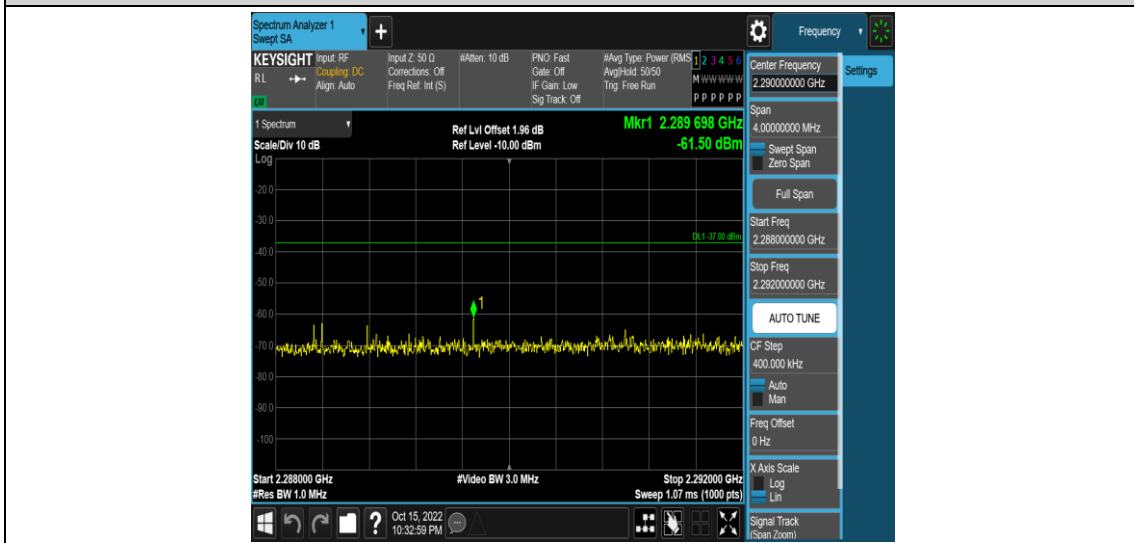 Spectrum Analyzer 1
Swept SA
+
Frequency
KEYSIGHT
RL
LXI
Input: RF
Coupling: DC
Align: Auto
Input Z: 50 Ω
Corrections: Off
Freq Ref: Int (S)
#Atten: 10 dB
PNO: Fast
Gate: Off
IF Gain: Low
Sig Track: Off
#Avg Type: Power (RMS
Avg|Hold: 50/50
Trig: Free Run
1 2 3 4 5 6
M W W W W W
P P P P P P
1 Spectrum
Scale/Div 10 dB
Ref Lvl Offset 1.96 dB
Ref Level -10.00 dBm
Mkr1 2.289 698 GHz
-61.50 dBm
Log
-20.0
-30.0
DL1 -37.00 dBm
-40.0
-50.0
1
-60.0
-70.0
-80.0
-90.0
-100
Start 2.288000 GHz
#Video BW 3.0 MHz
Stop 2.292000 GHz
#Res BW 1.0 MHz
Sweep 1.07 ms (1000 pts)
Center Frequency
2.290000000 GHz
Settings
Span
4.00000000 MHz
Swept Span
Zero Span
Full Span
Start Freq
2.288000000 GHz
Stop Freq
2.292000000 GHz
AUTO TUNE
CF Step
400.000 kHz
Auto
Man
Freq Offset
0 Hz
X Axis Scale
Log
Lin
Signal Track
(Span Zoom)
?
Oct 15, 2022
10:32:59 PM